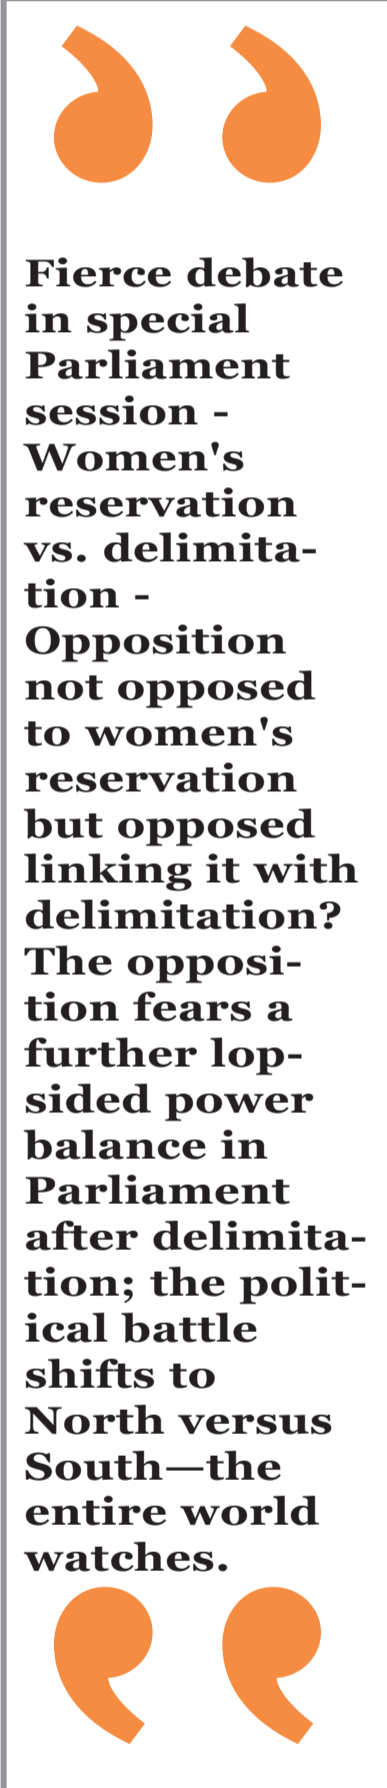 Fierce debate
in special
Parliament
session -
Women's
reservation
vs. delimita-
tion -
Opposition
not opposed
to women's
reservation
but opposed
linking it with
delimitation?
The opposi-
tion fears a
further lop-
sided power
balance in
Parliament
after delimita-
tion; the polit-
ical battle
shifts to
North versus
South—the
entire world
watches.